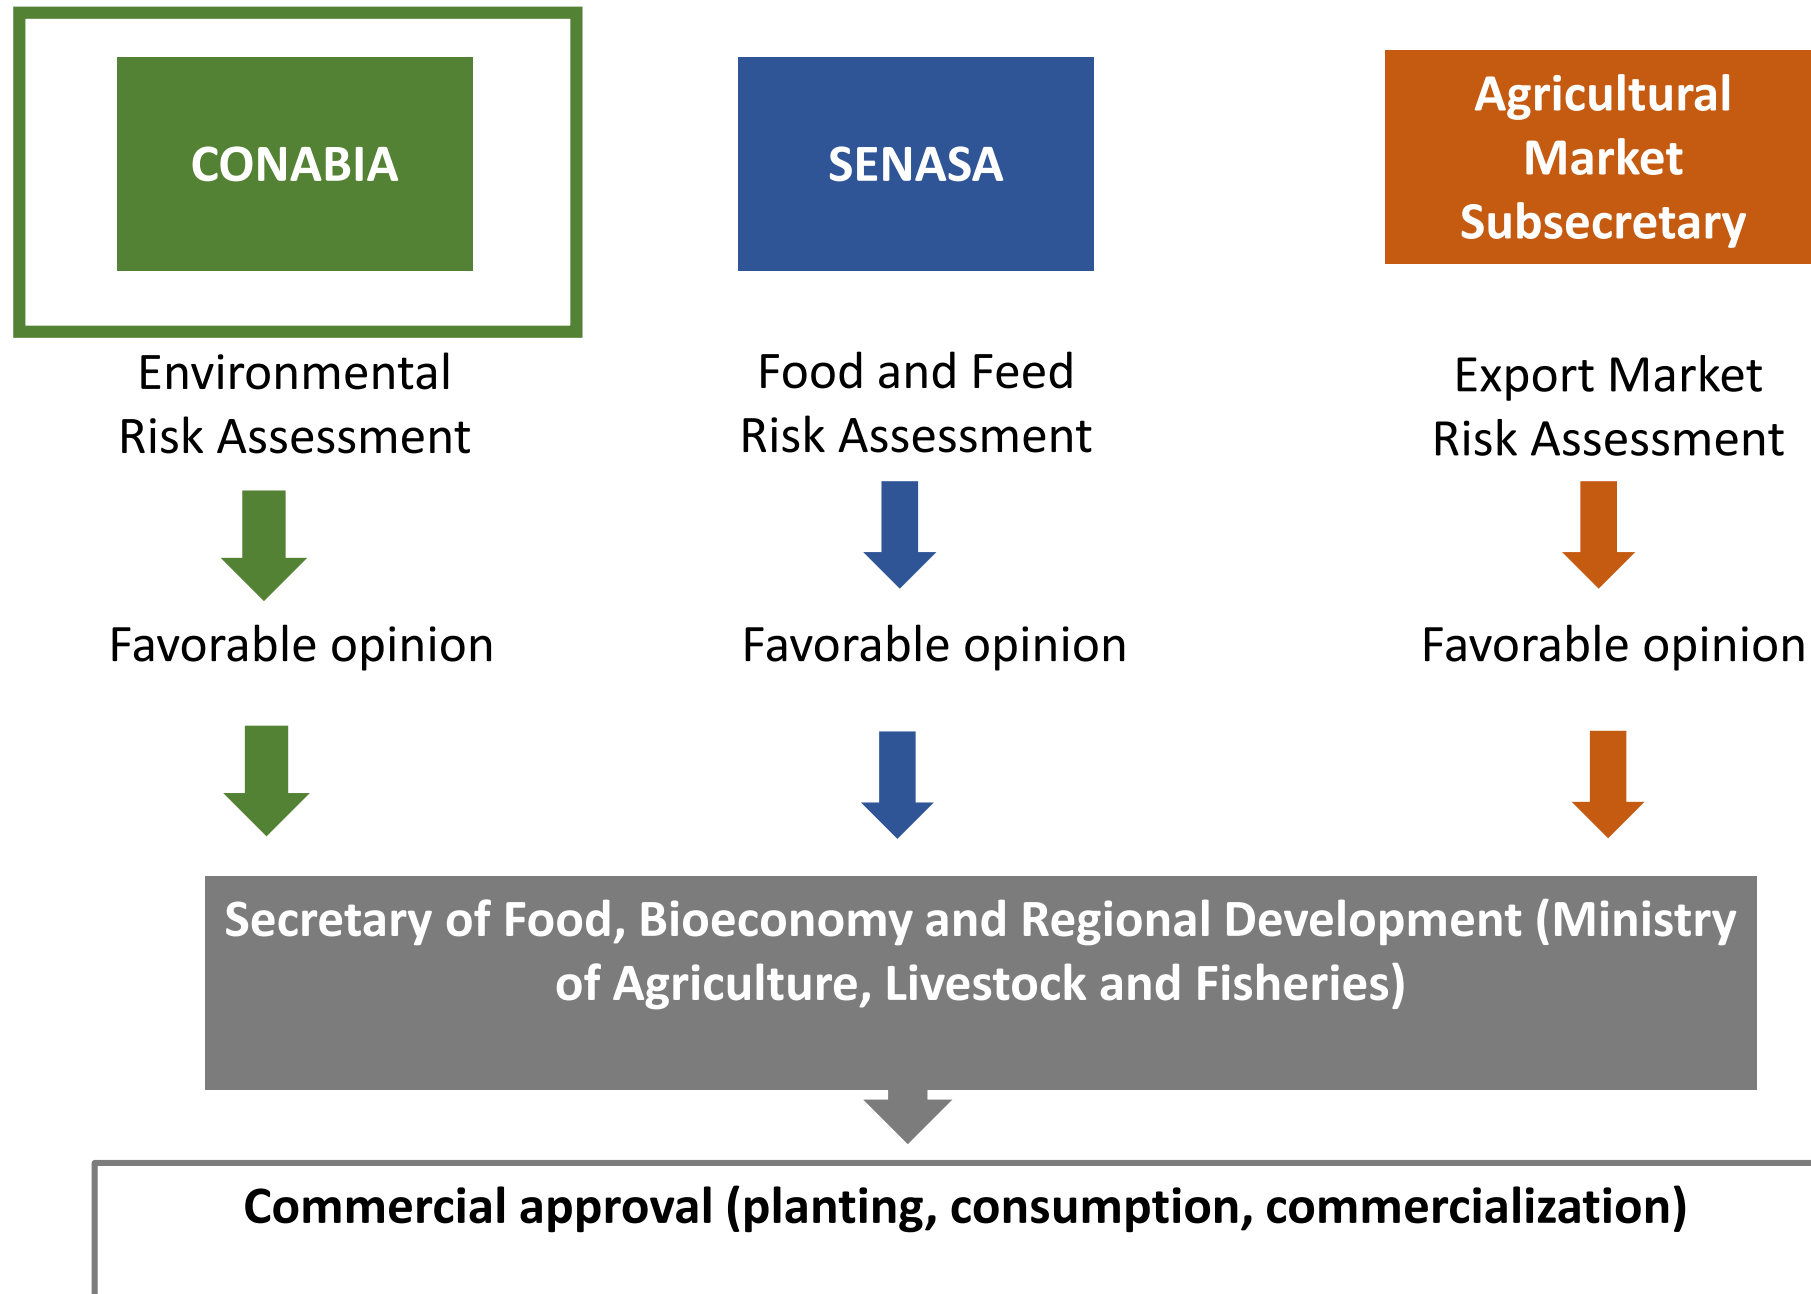 CONABIA
SENASA
Agricultural
Market
Subsecretary
Environmental
Risk Assessment
Food and Feed
Risk Assessment
Export Market
Risk Assessment
Favorable opinion
Favorable opinion
Favorable opinion
Secretary of Food, Bioeconomy and Regional Development (Ministry
of Agriculture, Livestock and Fisheries)
Commercial approval (planting, consumption, commercialization)